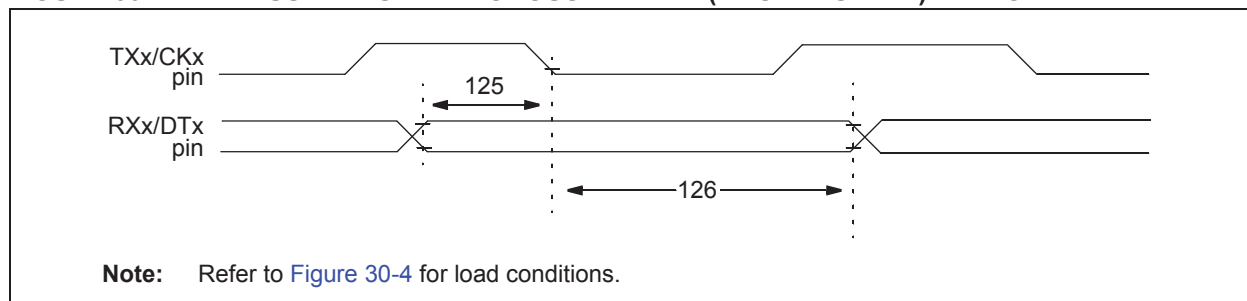 TXx/CKx
pin
125
RXx/DTx
pin
126
Note: Refer to Figure 30-4 for load conditions.